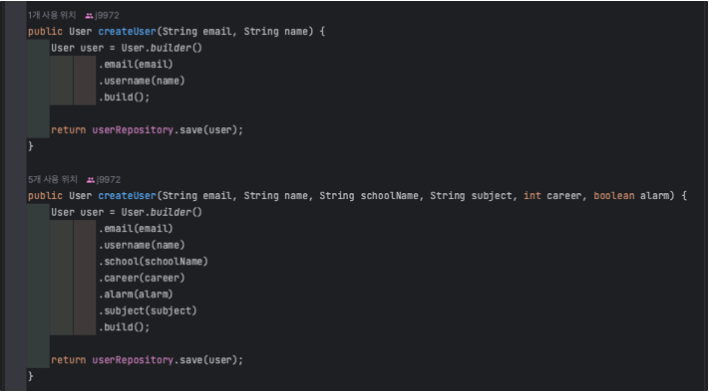 1개 사용 위치 j9972
public User createUser(String email, String name) {
    User user = User.builder()
            .email(email)
            .username(name)
            .build();

    return userRepository.save(user);
}

5개 사용 위치 j9972
public User createUser(String email, String name, String schoolName, String subject, int career, boolean alarm) {
    User user = User.builder()
            .email(email)
            .username(name)
            .school(schoolName)
            .career(career)
            .alarm(alarm)
            .subject(subject)
            .build();

    return userRepository.save(user);
}